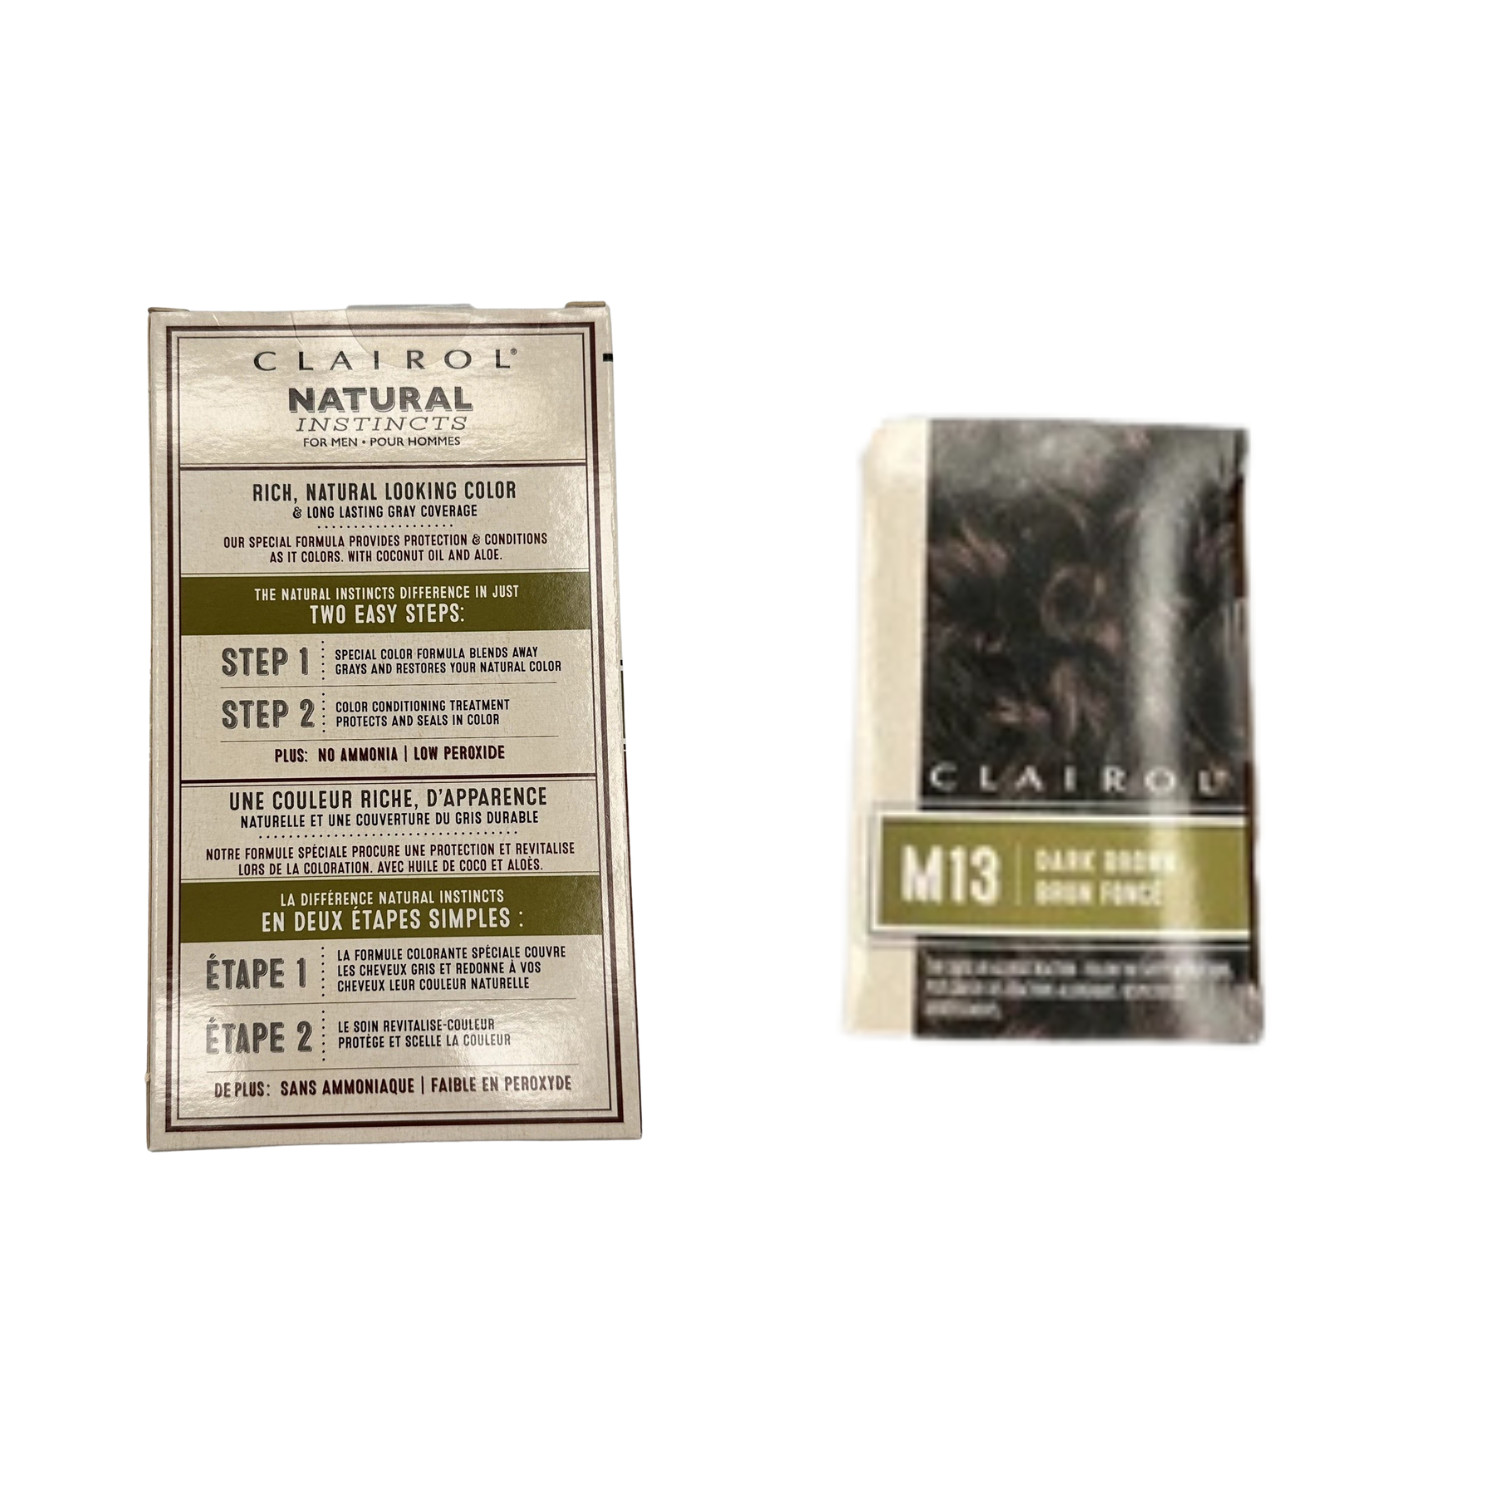 CLAIROL®
NATURAL
INSTINCTS
FOR MEN • POUR HOMMES
RICH, NATURAL LOOKING COLOR
& LONG LASTING GRAY COVERAGE
OUR SPECIAL FORMULA PROVIDES PROTECTION & CONDITIONS
AS IT COLORS. WITH COCONUT OIL AND ALOE.
THE NATURAL INSTINCTS DIFFERENCE IN JUST
TWO EASY STEPS:
STEP 1
SPECIAL COLOR FORMULA BLENDS AWAY
GRAYS AND RESTORES YOUR NATURAL COLOR
STEP 2
COLOR CONDITIONING TREATMENT
PROTECTS AND SEALS IN COLOR
PLUS: NO AMMONIA | LOW PEROXIDE
UNE COULEUR RICHE, D'APPARENCE
NATURELLE ET UNE COUVERTURE DU GRIS DURABLE
NOTRE FORMULE SPÉCIALE PROCURE UNE PROTECTION ET REVITALISE
LORS DE LA COLORATION. AVEC HUILE DE COCO ET ALOÈS.
LA DIFFÉRENCE NATURAL INSTINCTS
EN DEUX ÉTAPES SIMPLES :
ÉTAPE 1
LA FORMULE COLORANTE SPÉCIALE COUVRE
LES CHEVEUX GRIS ET REDONNE À VOS
CHEVEUX LEUR COULEUR NATURELLE
ÉTAPE 2
LE SOIN REVITALISE-COULEUR
PROTÈGE ET SCELLE LA COULEUR
DE PLUS: SANS AMMONIAQUE | FAIBLE EN PEROXYDE
CLAIROL®
M13
DARK BROWN
BRUN FONCÉ